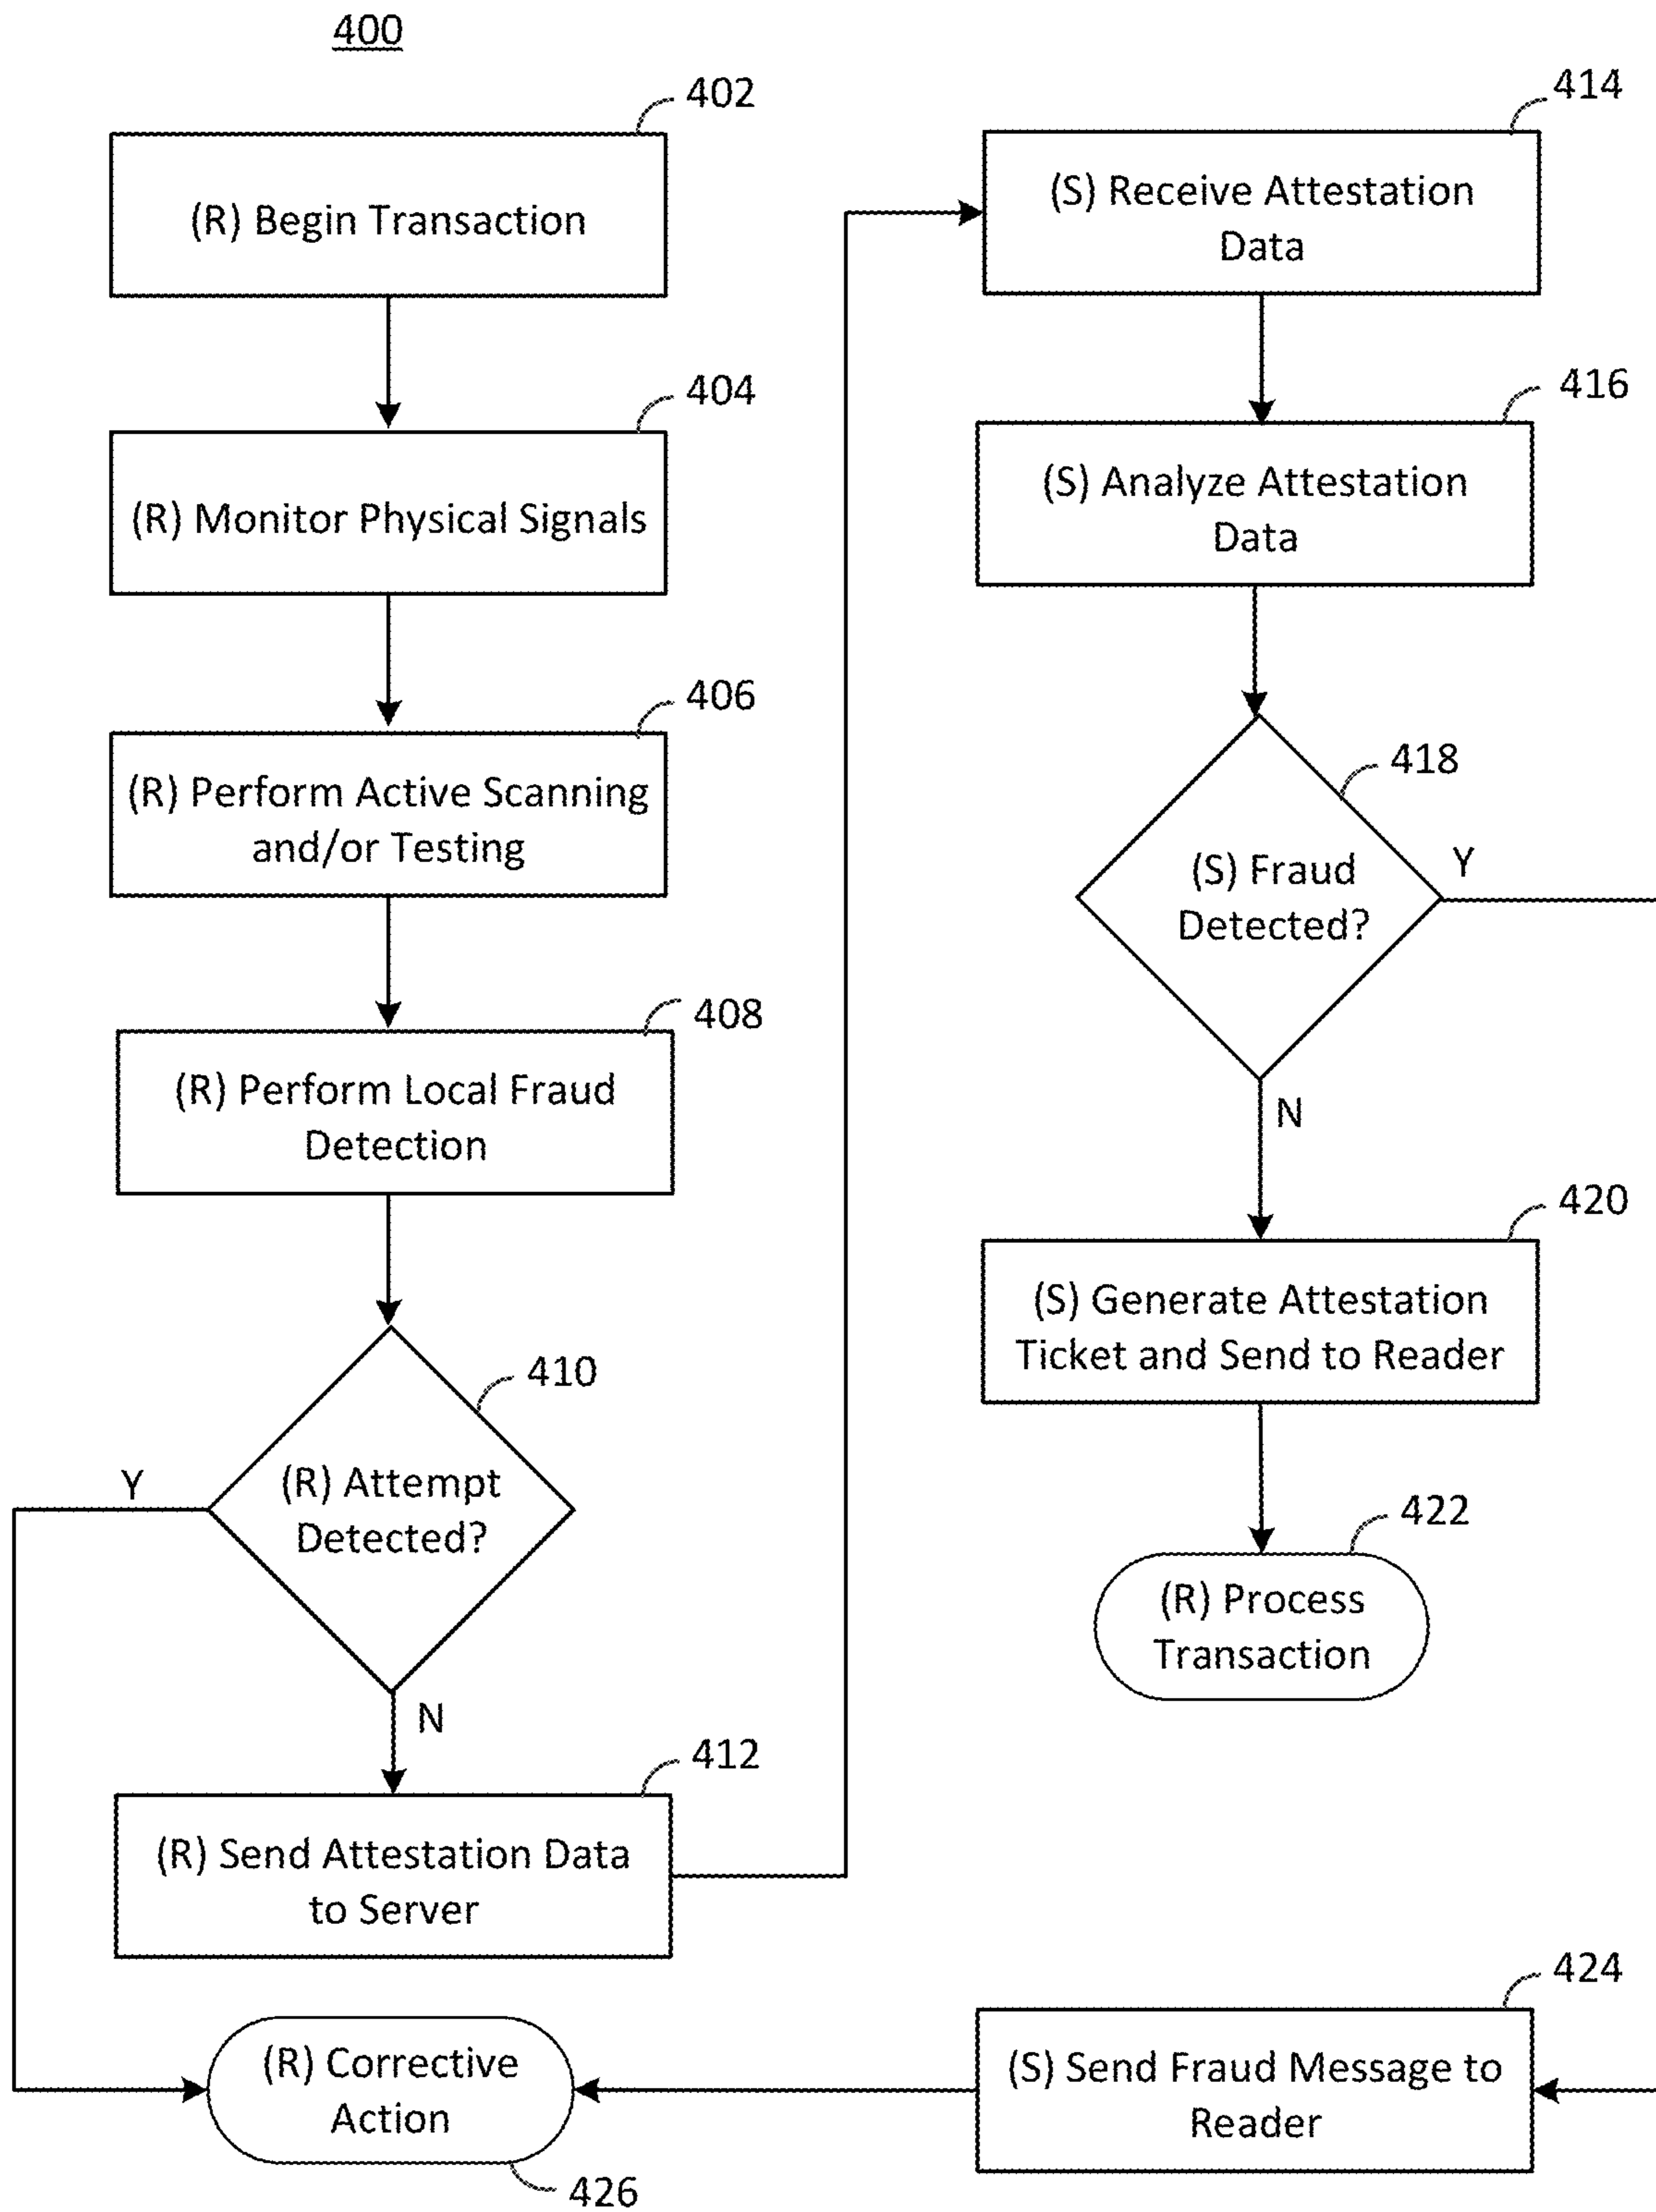 400
402
(R) Begin Transaction
404
(R) Monitor Physical Signals
406
(R) Perform Active Scanning
and/or Testing
408
(R) Perform Local Fraud
Detection
410
(R) Attempt
Detected?
Y
N
412
(R) Send Attestation Data
to Server
414
(S) Receive Attestation
Data
416
(S) Analyze Attestation
Data
418
(S) Fraud
Detected?
Y
N
420
(S) Generate Attestation
Ticket and Send to Reader
422
(R) Process
Transaction
424
(S) Send Fraud Message to
Reader
(R) Corrective
Action
426